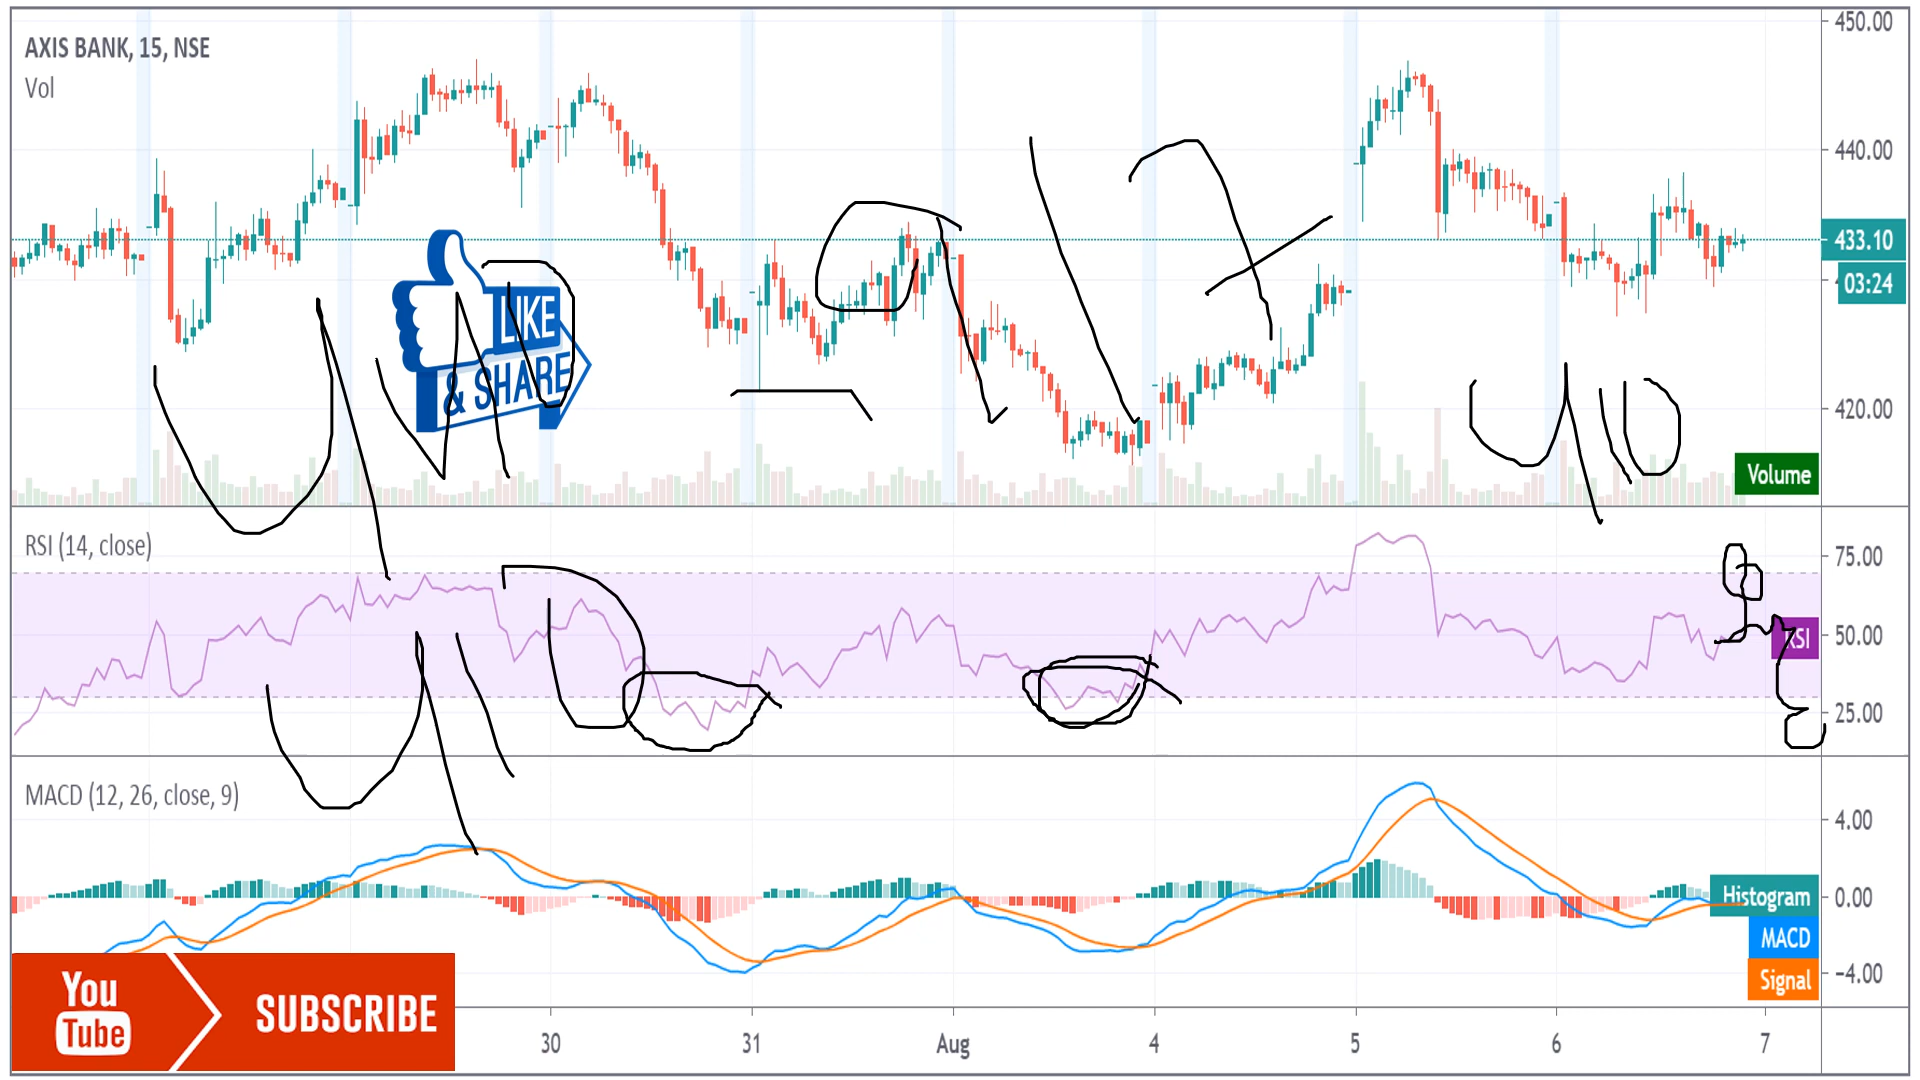 AXIS BANK, 15, NSE
Vol
450.00
440.00
433.10
03:24
420.00
LIKE
& SHARE
Volume
RSI (14, close)
75.00
50.00
RSI
25.00
MACD (12, 26, close, 9)
4.00
Histogram
0.00
MACD
Signal
−4.00
You
Tube
SUBSCRIBE
30 31 Aug 4 5 6 7